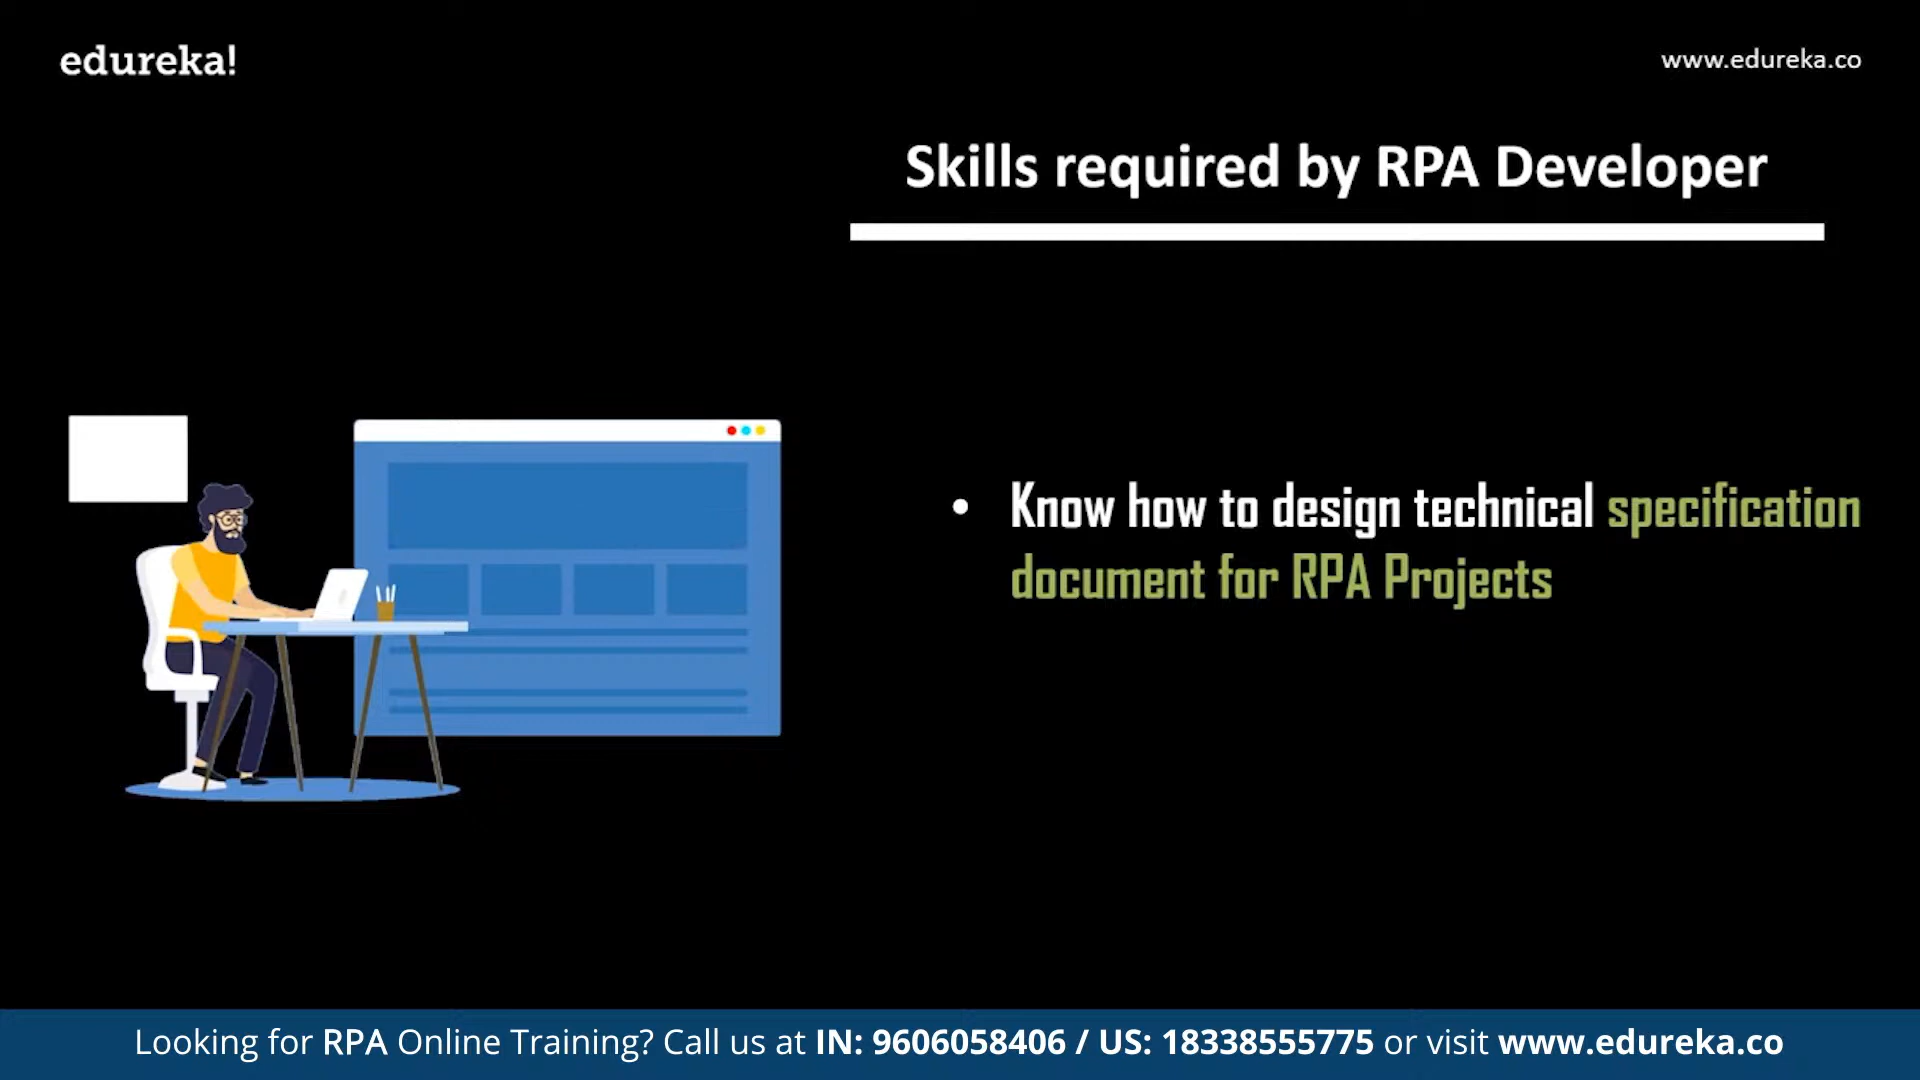 edureka!
www.edureka.co
Skills required by RPA Developer
• Know how to design technical specification
document for RPA Projects
Looking for RPA Online Training? Call us at IN: 9606058406 / US: 18338555775 or visit www.edureka.co